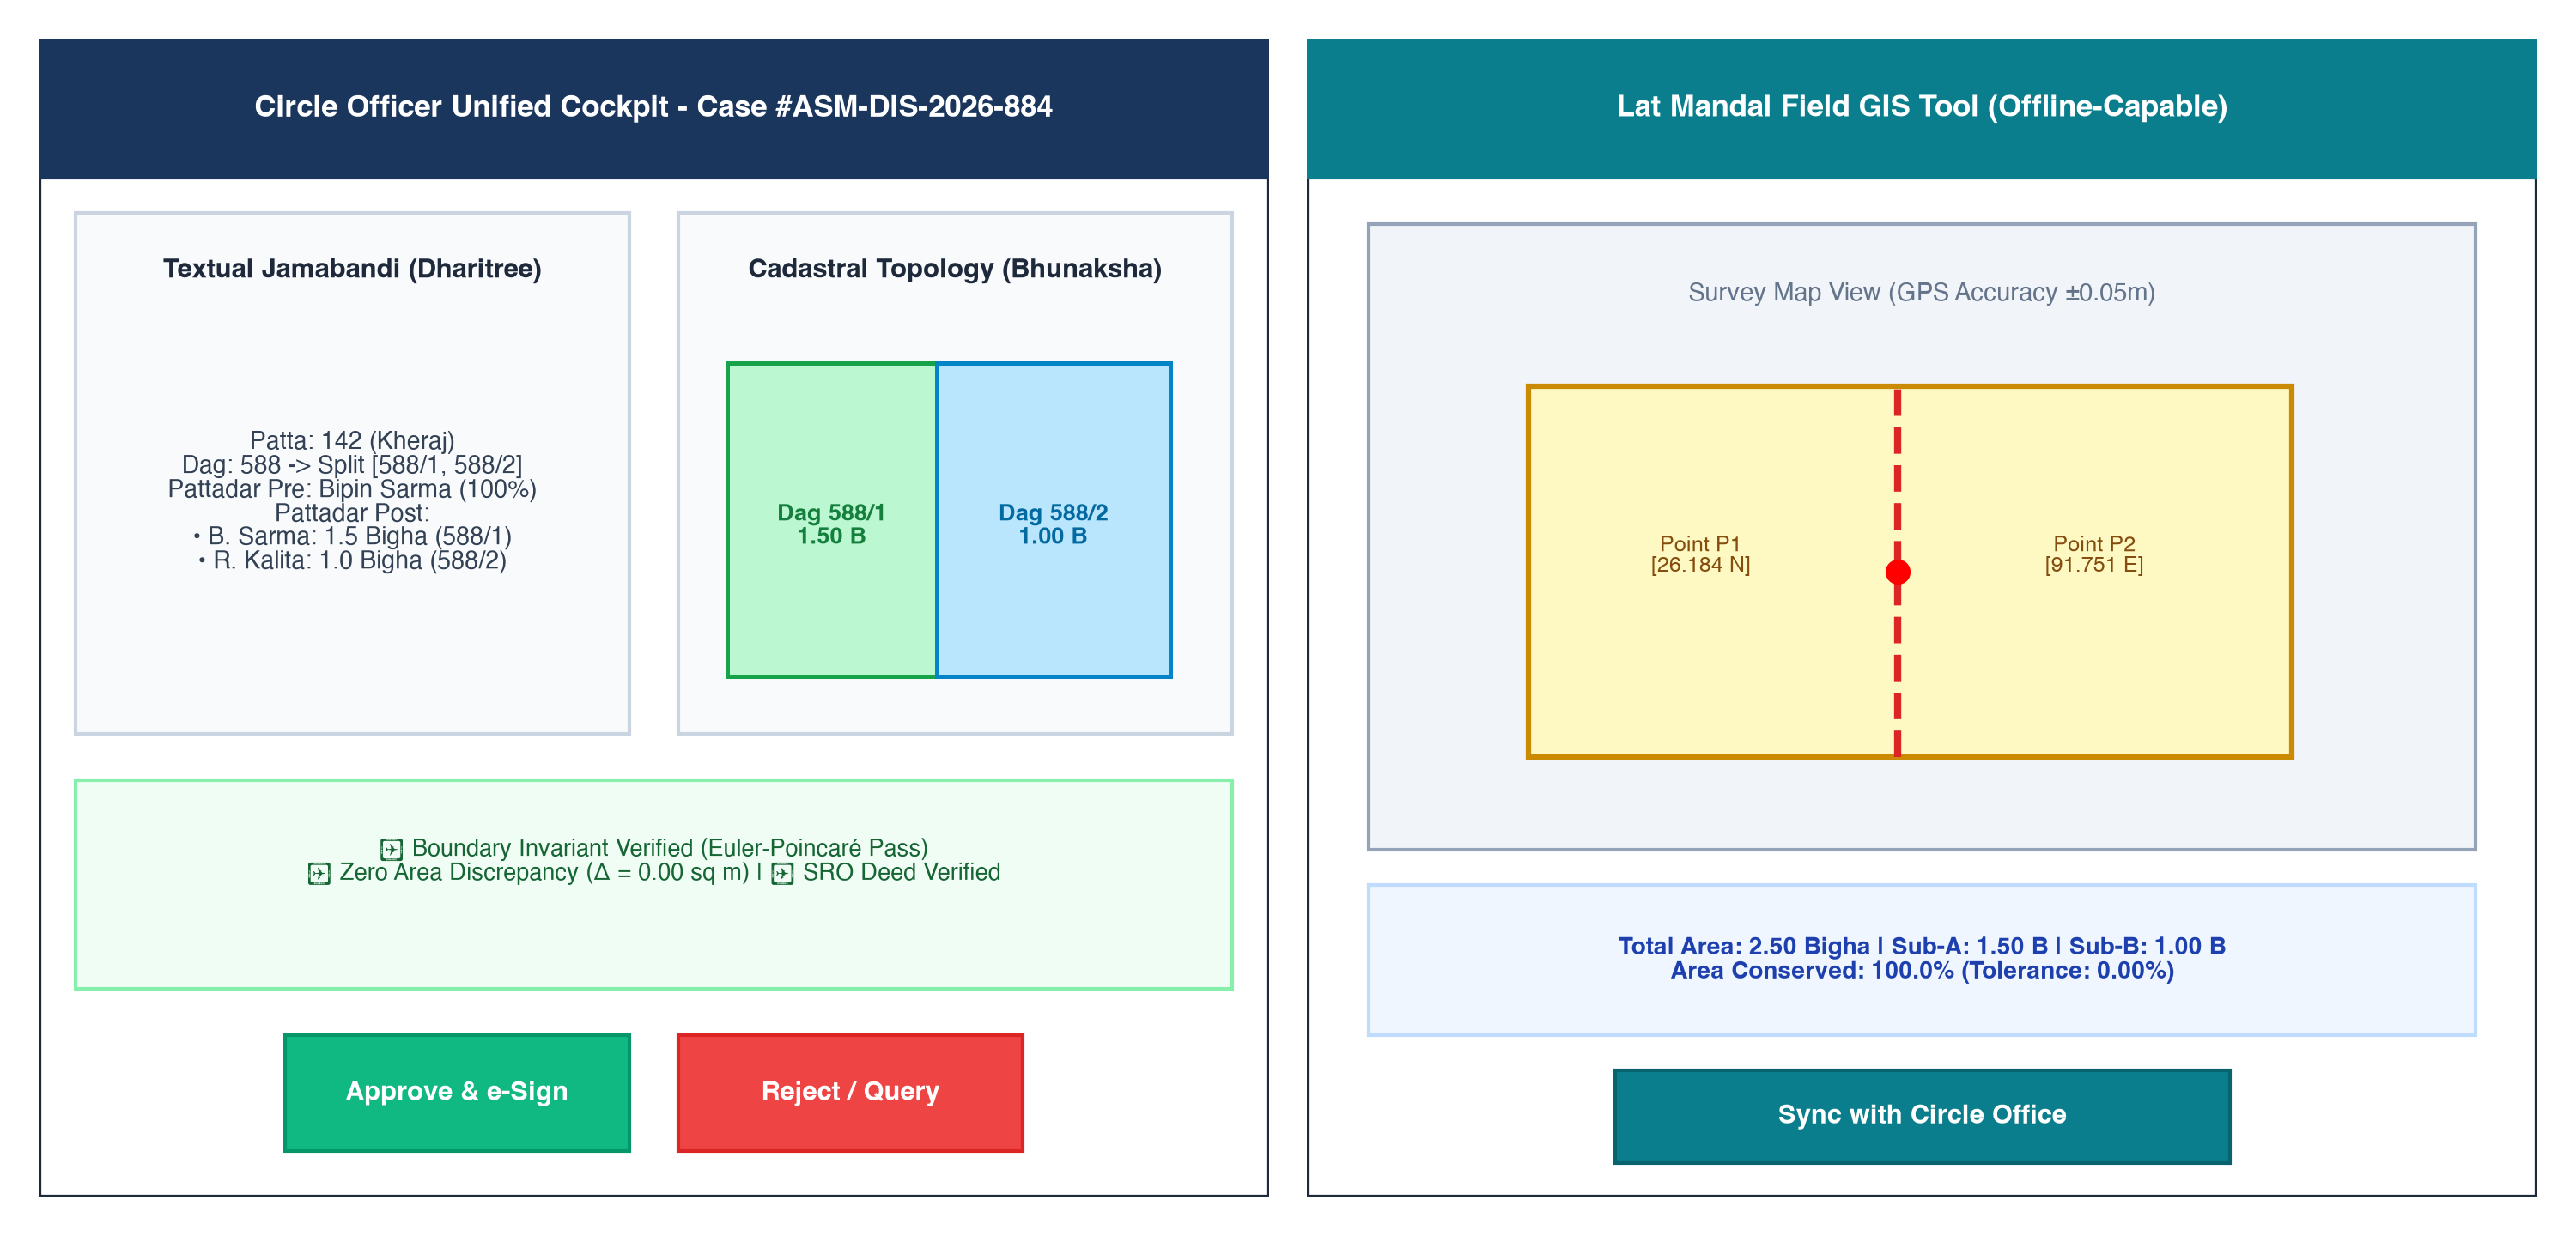 Circle Officer Unified Cockpit - Case #ASM-DIS-2026-884
Textual Jamabandi (Dharitree)
Patta: 142 (Kheraj)
Dag: 588 -> Split [588/1, 588/2]
Pattadar Pre: Bipin Sarma (100%)
Pattadar Post:
• B. Sarma: 1.5 Bigha (588/1)
• R. Kalita: 1.0 Bigha (588/2)
Cadastral Topology (Bhunaksha)
Dag 588/1
1.50 B
Dag 588/2
1.00 B
Boundary Invariant Verified (Euler-Poincaré Pass)
Zero Area Discrepancy (Δ = 0.00 sq m) | SRO Deed Verified
Approve & e-Sign
Reject / Query
Lat Mandal Field GIS Tool (Offline-Capable)
Survey Map View (GPS Accuracy ±0.05m)
Point P1
[26.184 N]
Point P2
[91.751 E]
Total Area: 2.50 Bigha | Sub-A: 1.50 B | Sub-B: 1.00 B
Area Conserved: 100.0% (Tolerance: 0.00%)
Sync with Circle Office